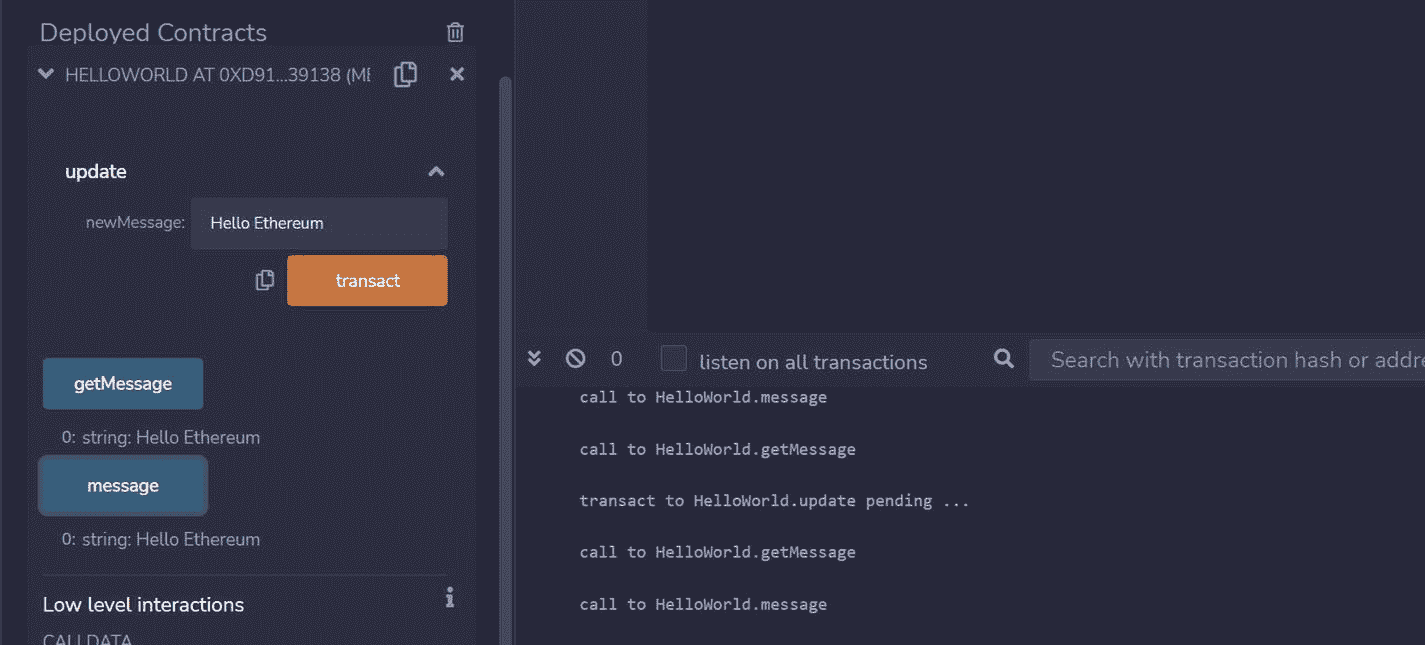 Deployed Contracts
HELLOWORLD AT 0XD91...39138 (ME
update
newMessage: Hello Ethereum
transact
getMessage
0: string: Hello Ethereum
message
0: string: Hello Ethereum
Low level interactions
CALLDATA
0 listen on all transactions Search with transaction hash or addre
call to HelloWorld.message
call to HelloWorld.getMessage
transact to HelloWorld.update pending ...
call to HelloWorld.getMessage
call to HelloWorld.message